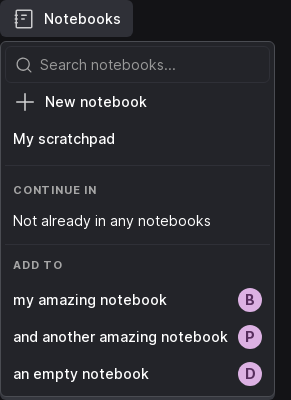 Notebooks
Search notebooks...
New notebook
My scratchpad
CONTINUE IN
Not already in any notebooks
ADD TO
my amazing notebook B
and another amazing notebook P
an empty notebook D